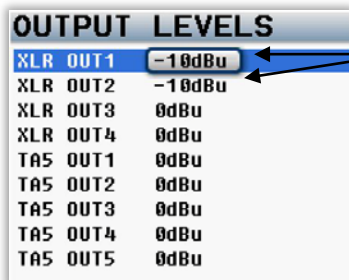 OUTPUT LEVELS
XLR OUT1 -10dBu
XLR OUT2 -10dBu
XLR OUT3 0dBu
XLR OUT4 0dBu
TA5 OUT1 0dBu
TA5 OUT2 0dBu
TA5 OUT3 0dBu
TA5 OUT4 0dBu
TA5 OUT5 0dBu